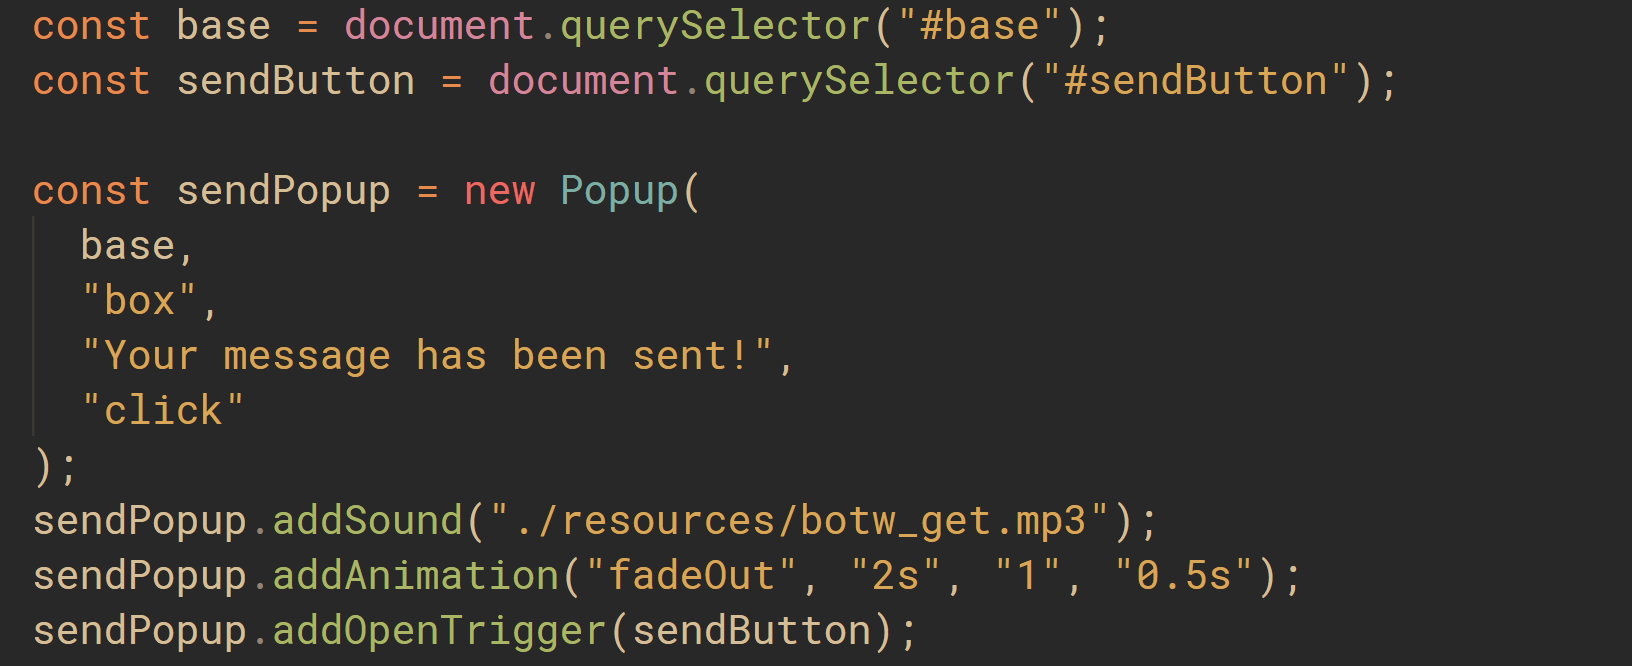 const base = document.querySelector("#base");
const sendButton = document.querySelector("#sendButton");
const sendPopup = new Popup(
base,
"box",
"Your message has been sent!",
"click"
);
sendPopup.addSound("./resources/botw_get.mp3");
sendPopup.addAnimation("fadeOut", "2s", "1", "0.5s");
sendPopup.addOpenTrigger(sendButton);